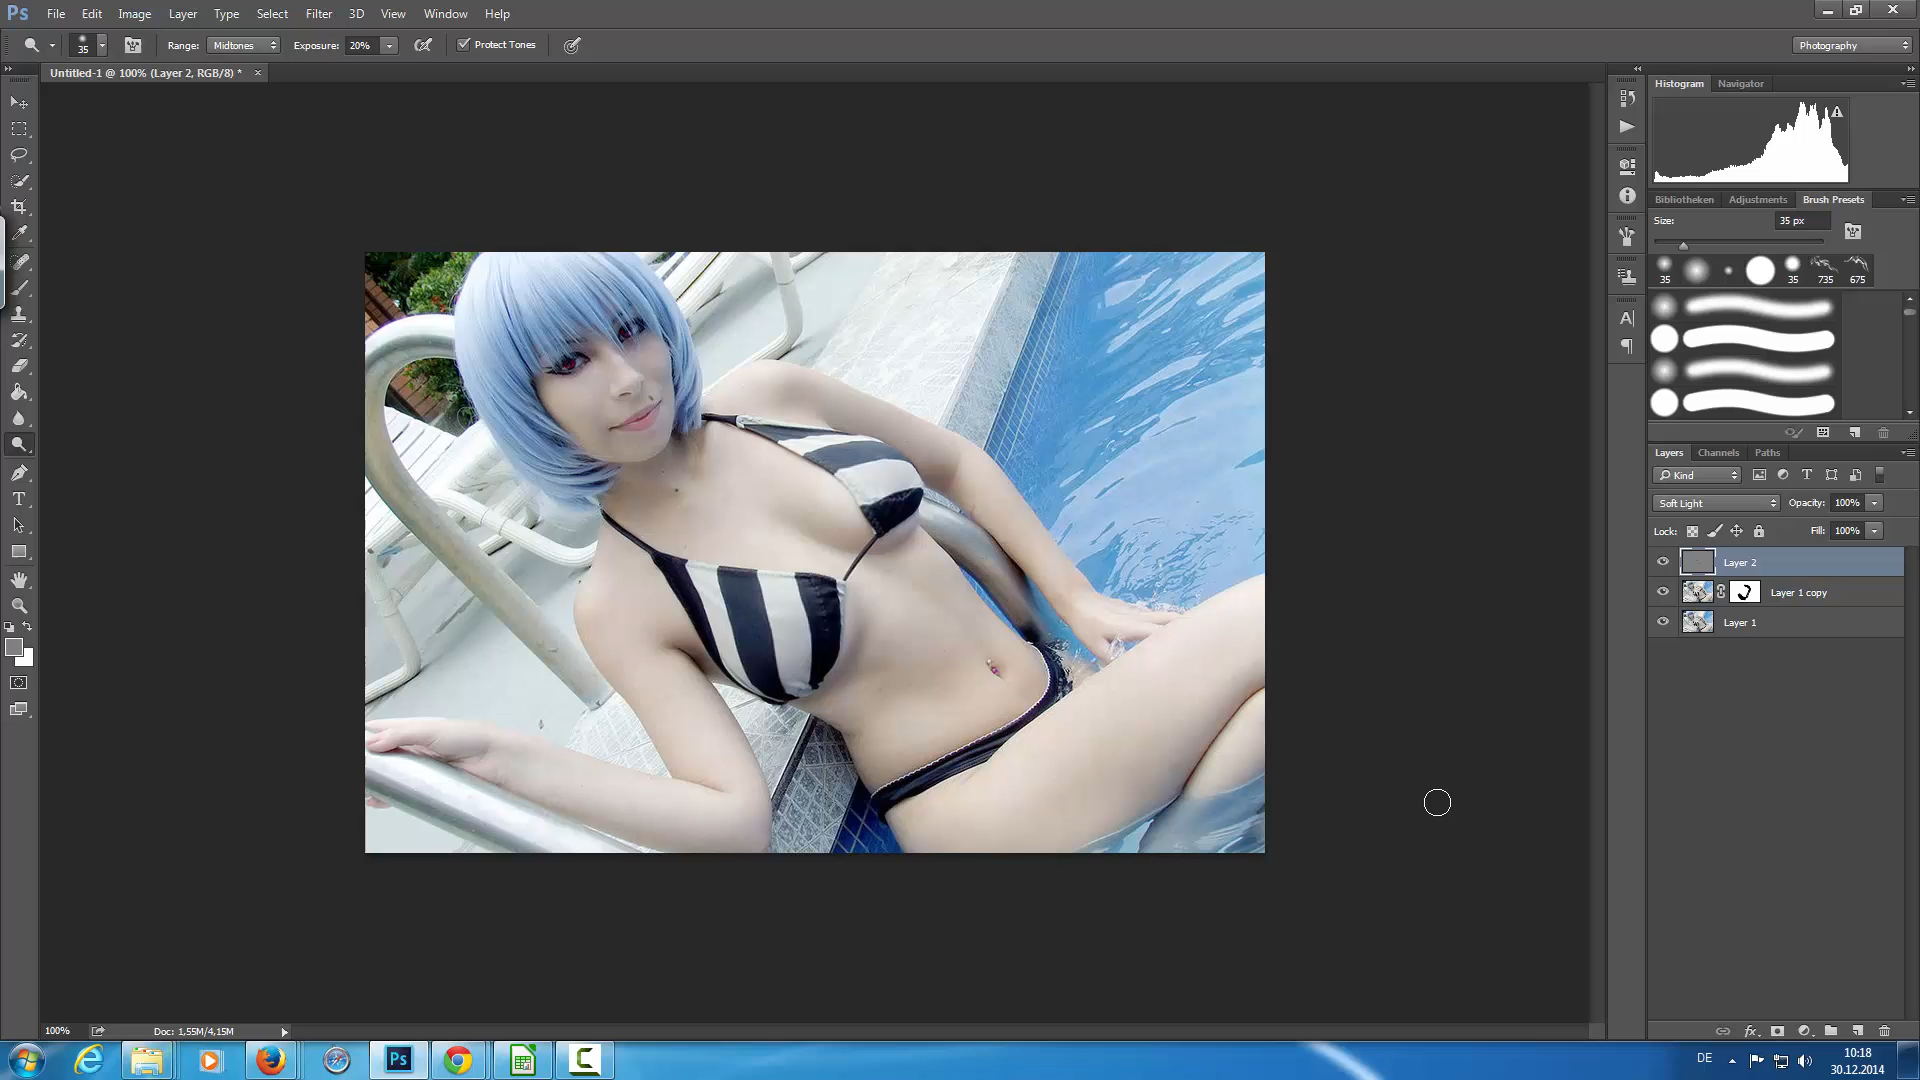 Ps File Edit Image Layer Type Select Filter 3D View Window Help
35 Range: Midtones Exposure: 20% Protect Tones Photography
Untitled-1 @ 100% (Layer 2, RGB/8) *
Histogram Navigator
Bibliotheken Adjustments Brush Presets
Size: 35 px
35 35 735 675
Layers Channels Paths
Kind
Soft Light Opacity: 100%
Lock: Fill: 100%
Layer 2
Layer 1 copy
Layer 1
100% Doc: 1,55M/4,15M
fx
Ps DE 10:18
30.12.2014